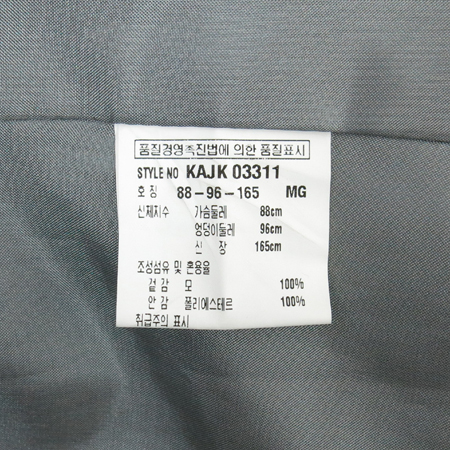 품질경영촉진법에 의한 품질표시
STYLE NO KAJK 03311
호 칭 88-96-165 MG
신체치수 가슴둘레 88cm
엉덩이둘레 96cm
신 장 165cm
조성섬유 및 혼용율
겉 감 모 100%
안 감 폴리에스테르 100%
취급주의 표시